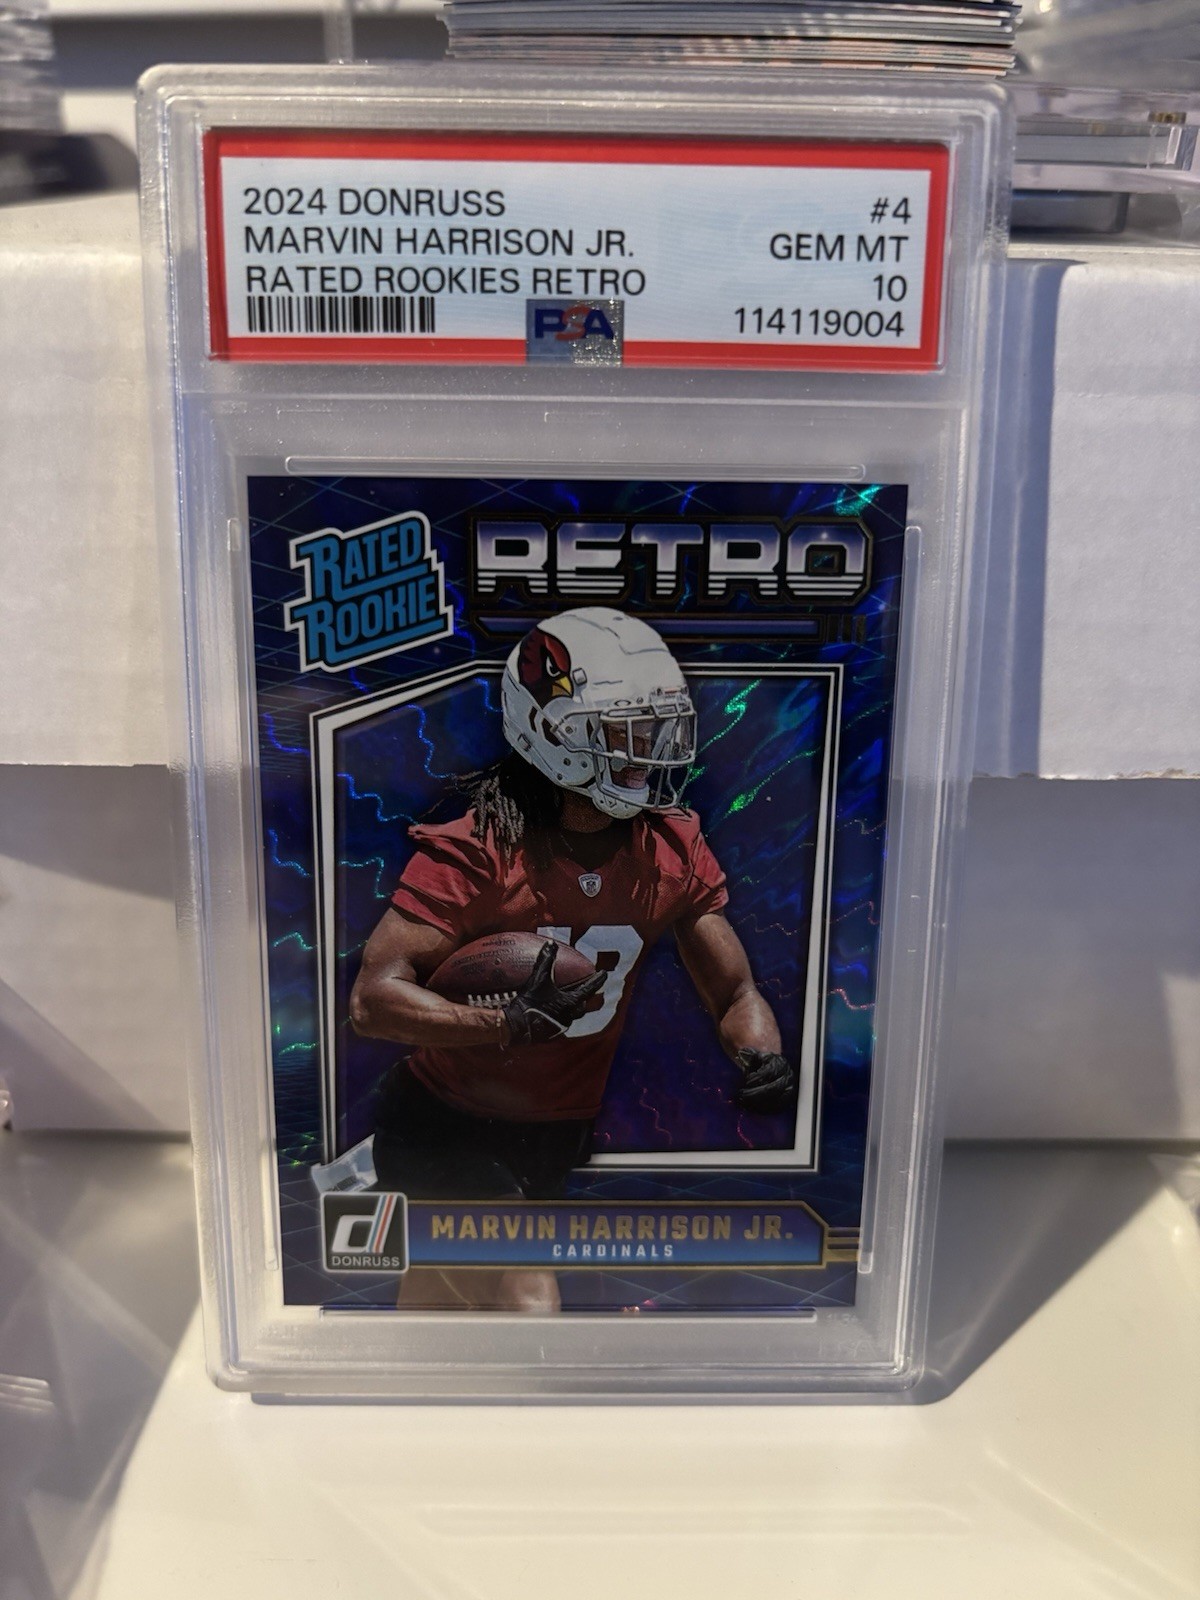 2024 DONRUSS #4
MARVIN HARRISON JR. GEM MT
RATED ROOKIES RETRO 10
PSA 114119004
RATED
ROOKIE
RETRO
18
DONRUSS
MARVIN HARRISON JR.
CARDINALS